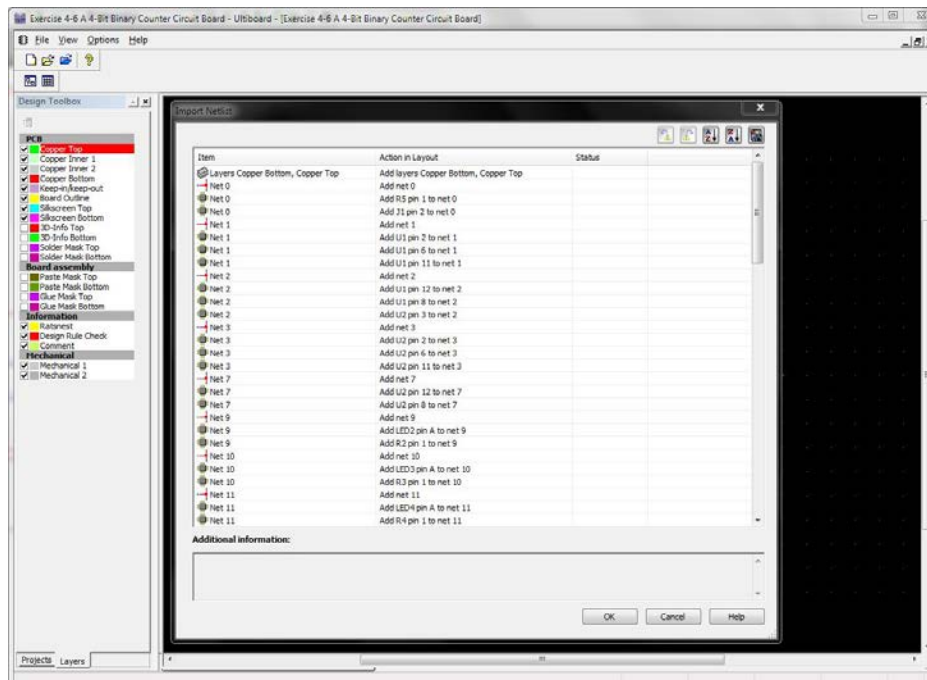 Exercise 4-6 A 4-Bit Binary Counter Circuit Board - Ultiboard - [Exercise 4-6 A 4-Bit Binary Counter Circuit Board]
File View Options Help
Design Toolbox
PCB
Copper Top
Copper Inner 1
Copper Inner 2
Copper Bottom
Keep-in/keep-out
Board Outline
Silkscreen Top
Silkscreen Bottom
3D-Info Top
3D-Info Bottom
Solder Mask Top
Solder Mask Bottom
Board assembly
Paste Mask Top
Paste Mask Bottom
Glue Mask Top
Glue Mask Bottom
Information
Ratsnest
Design Rule Check
Comment
Mechanical
Mechanical 1
Mechanical 2
Projects Layers
Import Netlist
Item Action in Layout Status
Layers Copper Bottom, Copper Top Add layers Copper Bottom, Copper Top
Net 0 Add net 0
Net 0 Add R5 pin 1 to net 0
Net 0 Add J1 pin 2 to net 0
Net 1 Add net 1
Net 1 Add U1 pin 2 to net 1
Net 1 Add U1 pin 6 to net 1
Net 1 Add U1 pin 11 to net 1
Net 2 Add net 2
Net 2 Add U1 pin 12 to net 2
Net 2 Add U1 pin 8 to net 2
Net 2 Add U2 pin 3 to net 2
Net 3 Add net 3
Net 3 Add U2 pin 2 to net 3
Net 3 Add U2 pin 6 to net 3
Net 3 Add U2 pin 11 to net 3
Net 7 Add net 7
Net 7 Add U2 pin 12 to net 7
Net 7 Add U2 pin 8 to net 7
Net 9 Add net 9
Net 9 Add LED2 pin A to net 9
Net 9 Add R2 pin 1 to net 9
Net 10 Add net 10
Net 10 Add LED3 pin A to net 10
Net 10 Add R3 pin 1 to net 10
Net 11 Add net 11
Net 11 Add LED4 pin A to net 11
Net 11 Add R4 pin 1 to net 11
Additional information:
OK Cancel Help